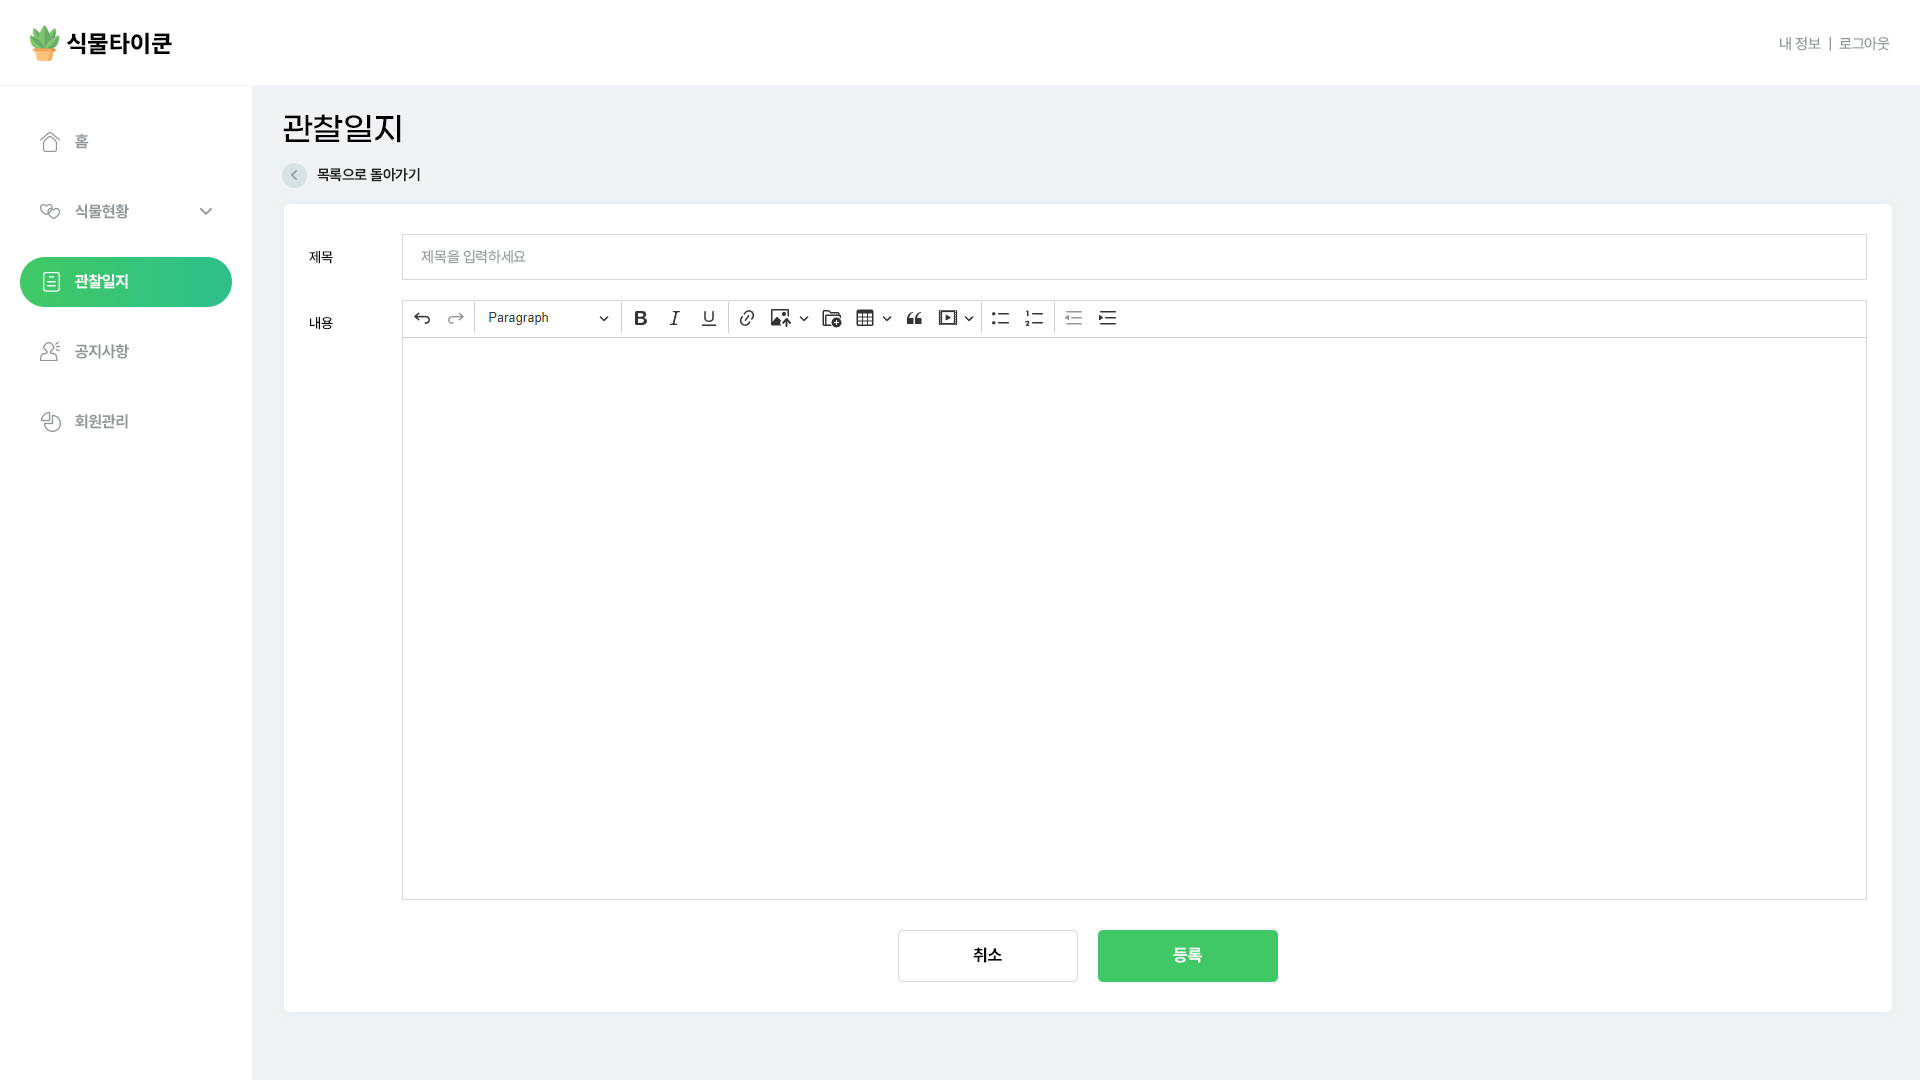 식물타이쿤
내 정보 | 로그아웃
홈
식물현황
관찰일지
공지사항
회원관리
관찰일지
목록으로 돌아가기
제목
제목을 입력하세요
내용
Paragraph
취소
등록